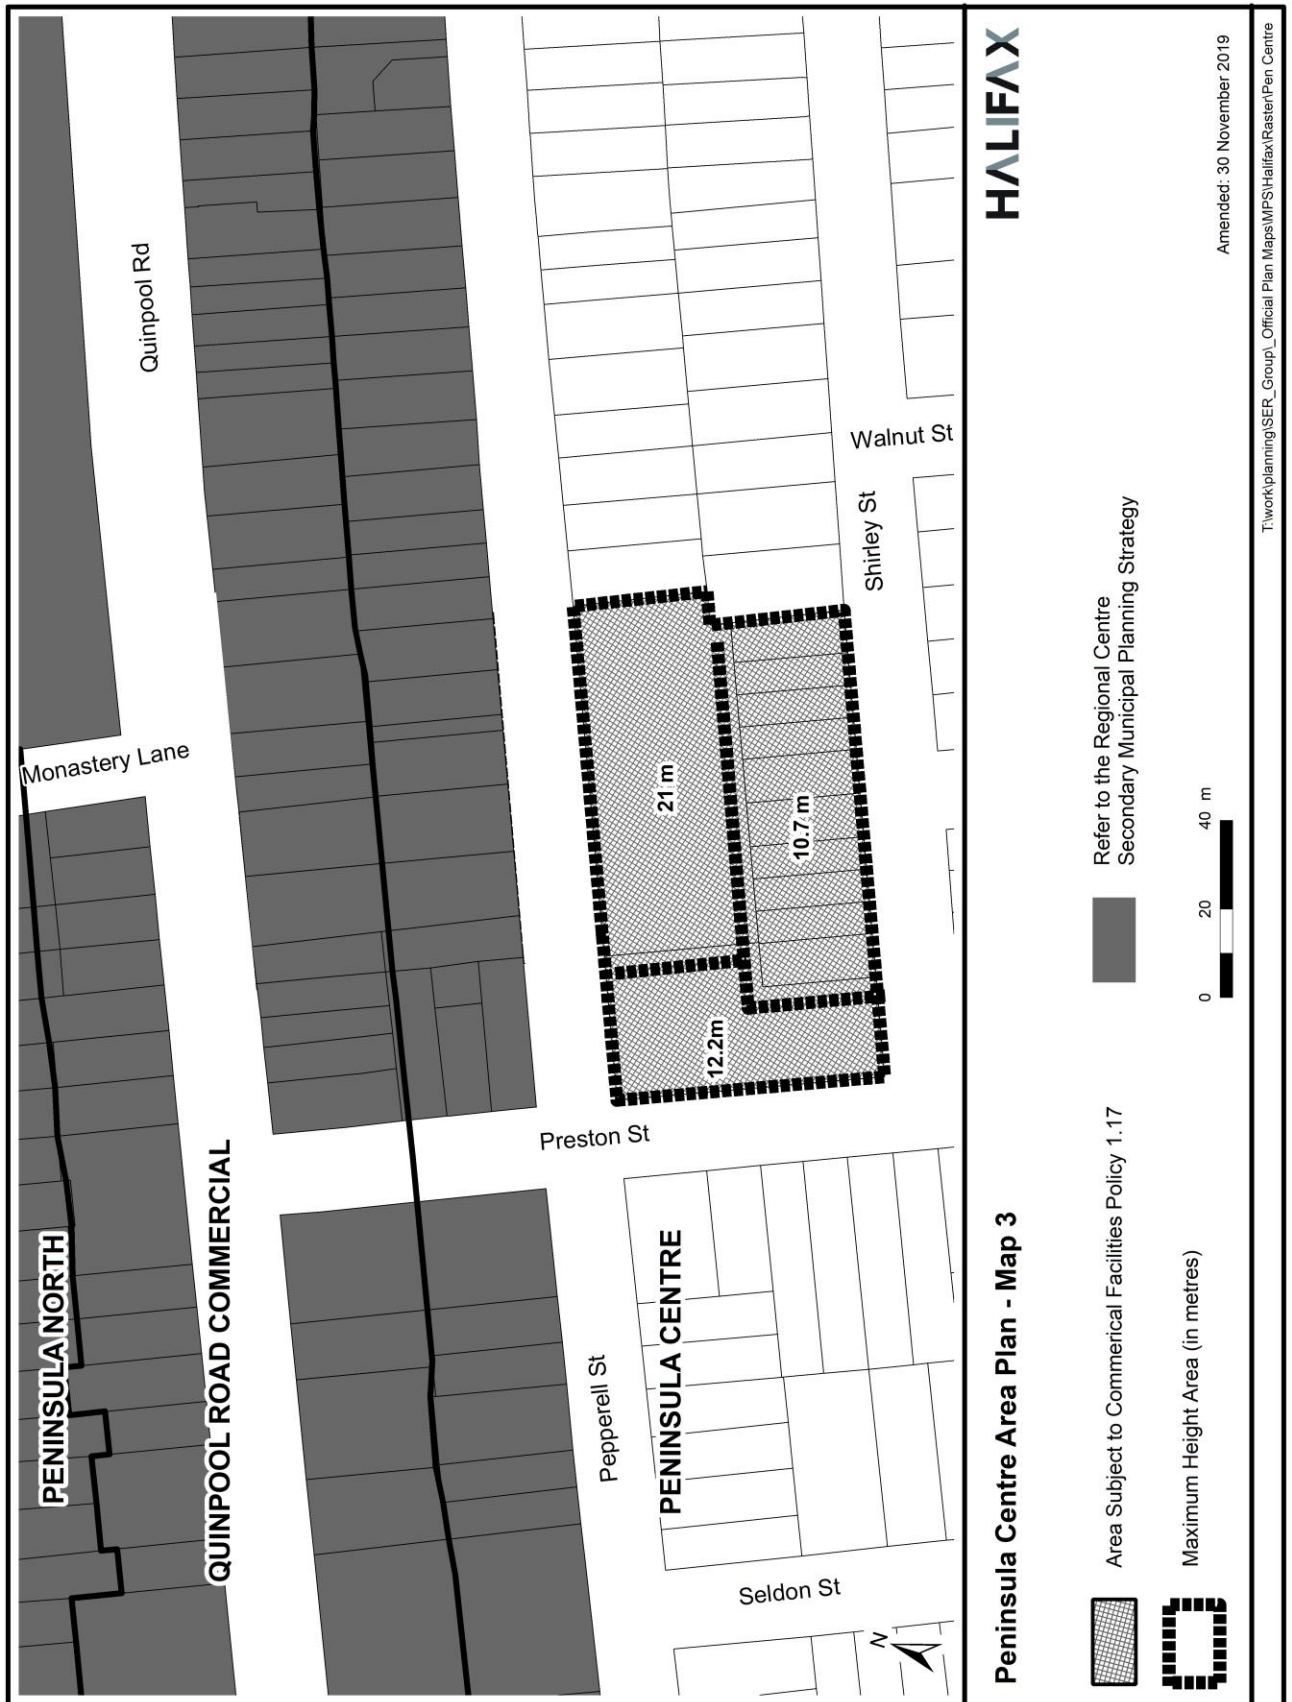 PENINSULA NORTH
Monastery Lane
Quinpool Rd
QUINPOOL ROAD COMMERCIAL
Preston St
Pepperell St
PENINSULA CENTRE
21 m
12.2m
10.7 m
Walnut St
Shirley St
Seldon St
N
Peninsula Centre Area Plan - Map 3
HALIFAX
Area Subject to Commerical Facilities Policy 1.17
Refer to the Regional Centre
Secondary Municipal Planning Strategy
Maximum Height Area (in metres)
0 20 40 m
Amended: 30 November 2019
T:\work\planning\SER_Group\_Official Plan Maps\MPS\Halifax\Raster\Pen Centre